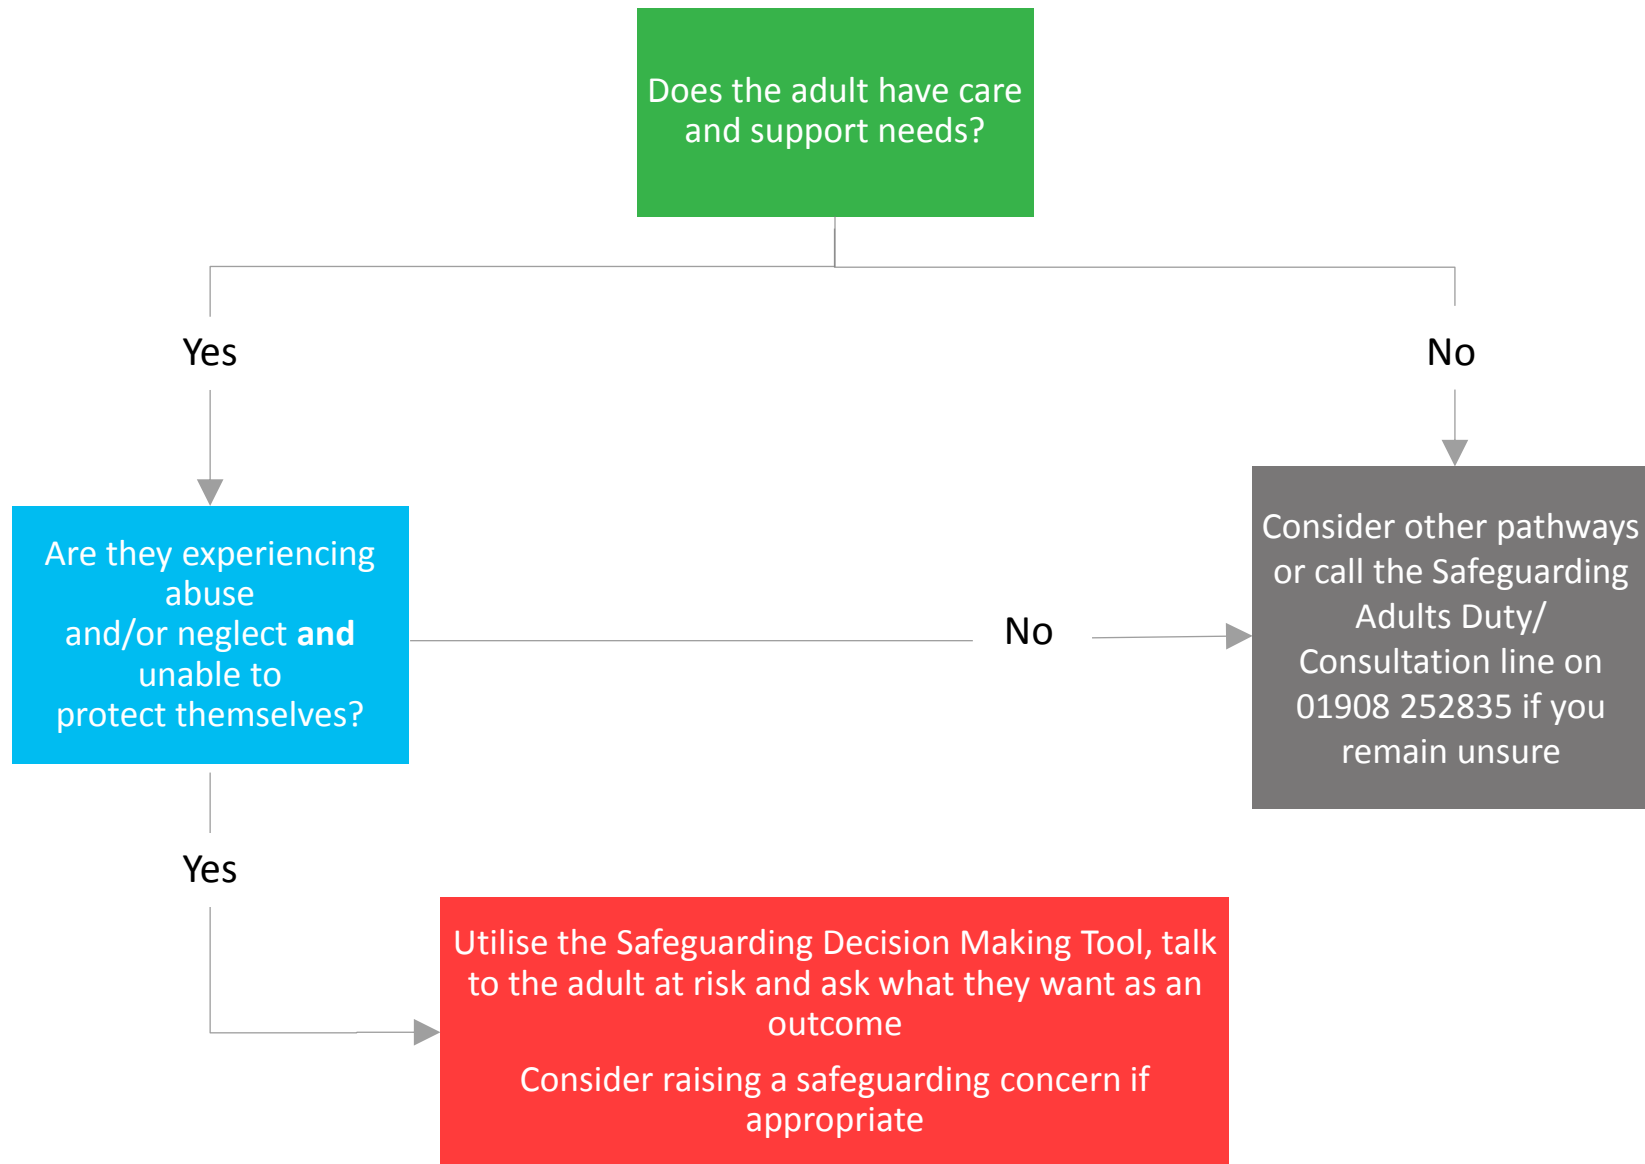 Does the adult have care
and support needs?
Yes
No
Are they experiencing
abuse
and/or neglect and
unable to
protect themselves?
No
Consider other pathways
or call the Safeguarding
Adults Duty/
Consultation line on
01908 252835 if you
remain unsure
Yes
Utilise the Safeguarding Decision Making Tool, talk
to the adult at risk and ask what they want as an
outcome
Consider raising a safeguarding concern if
appropriate